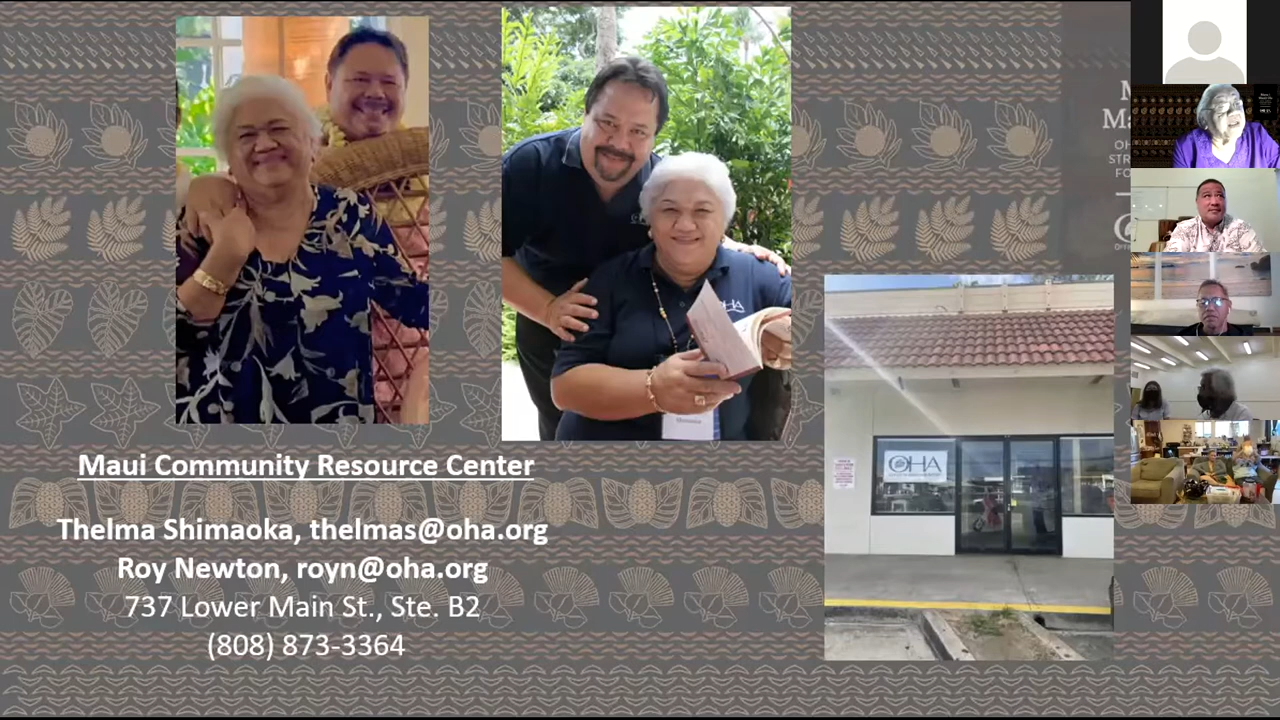 Maui Community Resource Center
Thelma Shimaoka, thelmas@oha.org
Roy Newton, royn@oha.org
737 Lower Main St., Ste. B2
(808) 873-3364
OHA
OHA